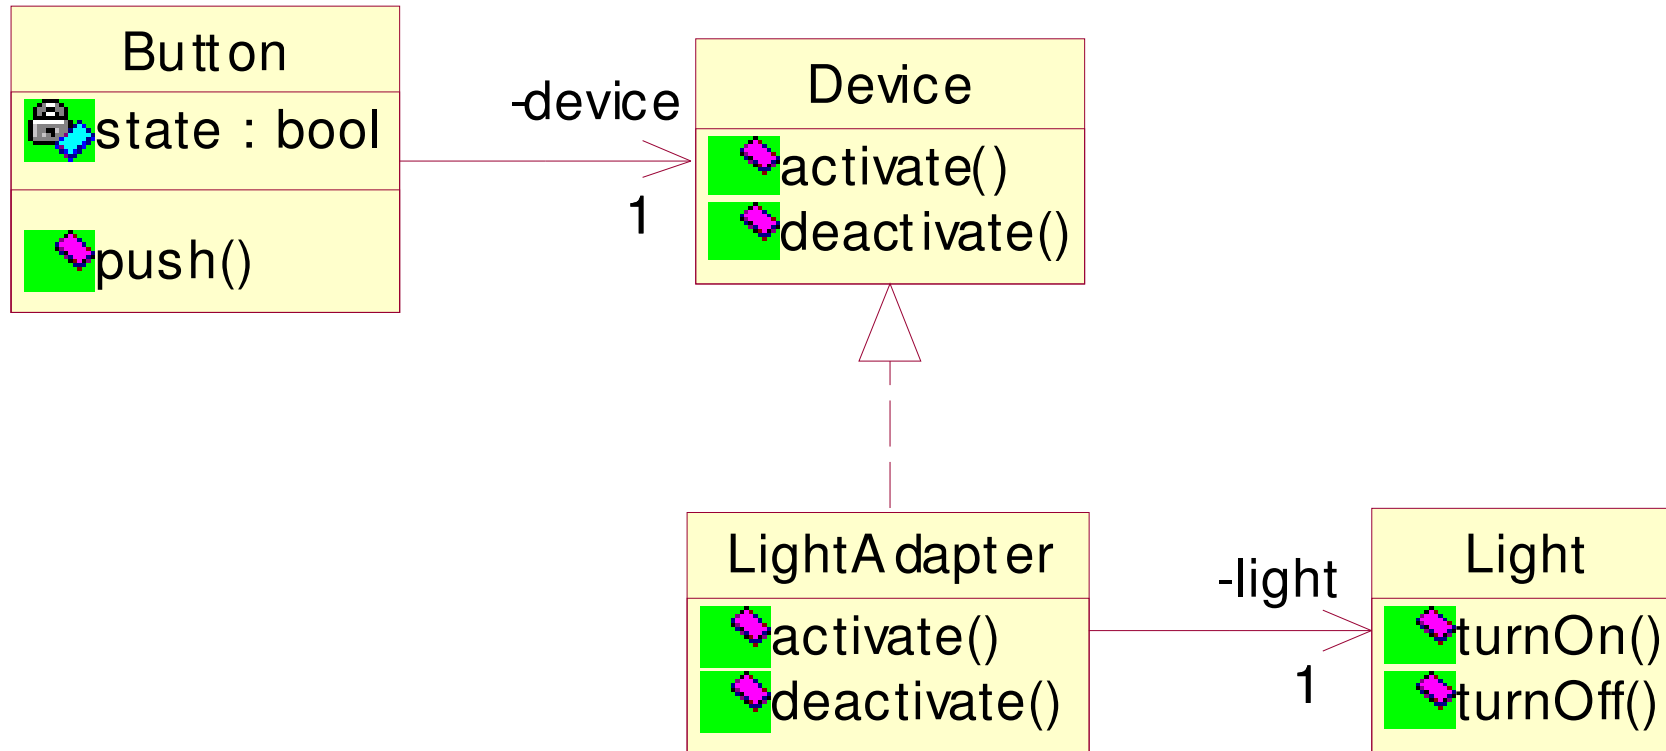 Button
state : bool
push()
-device
1
Device
activate()
deactivate()
LightAdapter
activate()
deactivate()
-light
1
Light
turnOn()
turnOff()